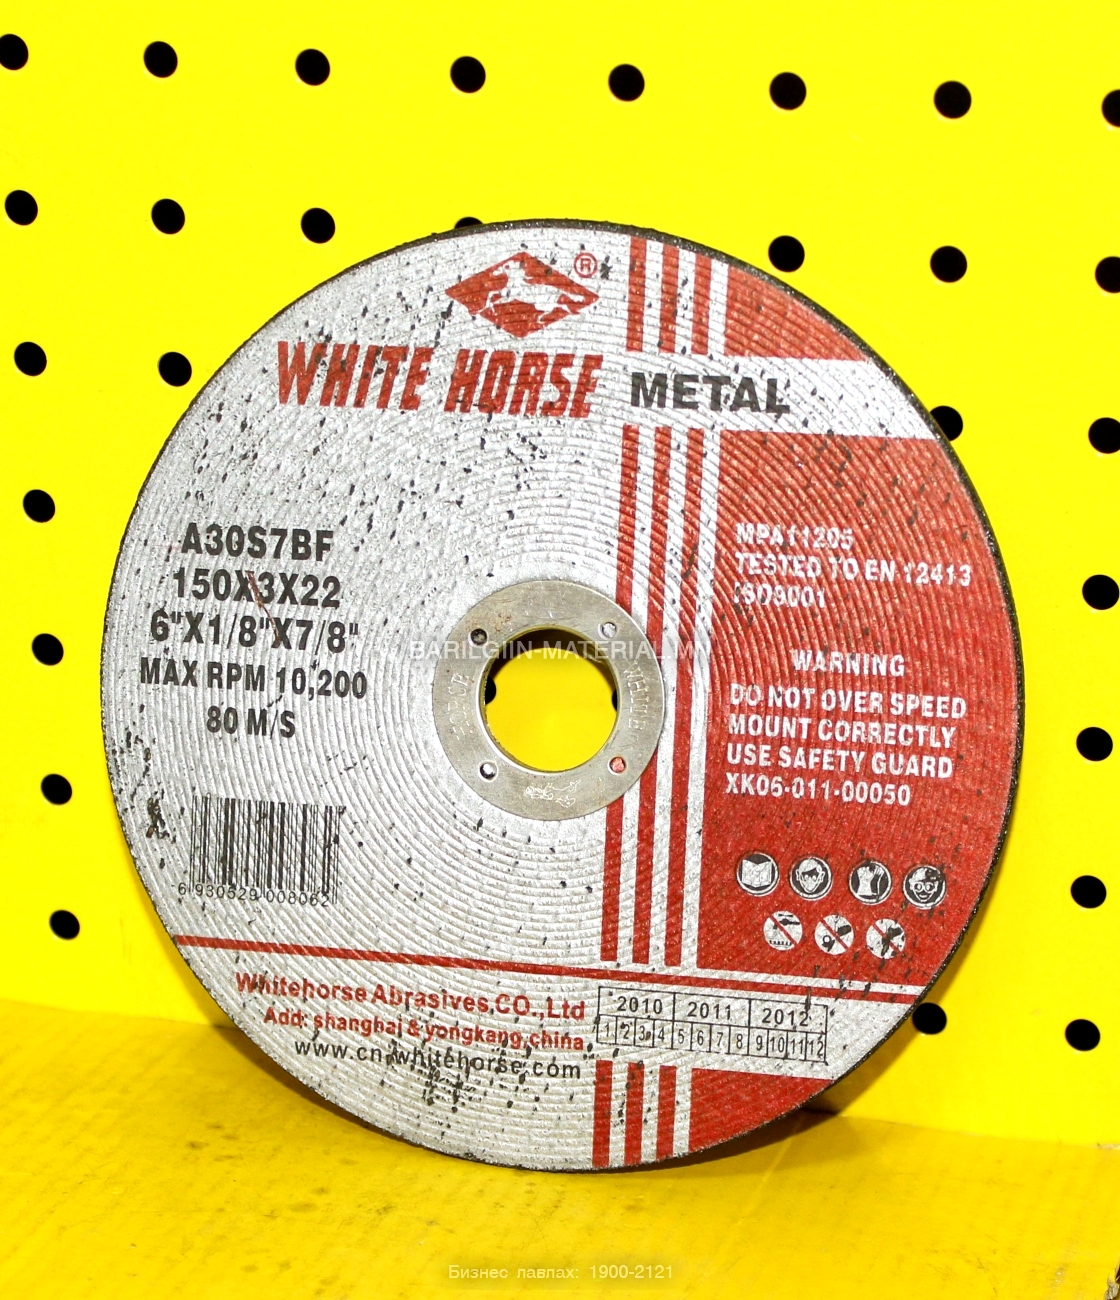 ®
WHITE HORSE
METAL
A30S7BF
150X3X22
6"X1/8"X7/8"
MAX RPM 10,200
80 M/S
6 930629 008062
MPA11205
TESTED TO EN 12413
ISO9001
WARNING
DO NOT OVER SPEED
MOUNT CORRECTLY
USE SAFETY GUARD
XK06-011-00050
BARILGIIN-MATERIAL.MN
Whitehorse Abrasives,CO.,Ltd
Add: shanghai & yongkang,china
www.cn-whitehorse.com
2010 2011 2012
1 2 3 4 5 6 7 8 9 10 11 12
Бизнес лавлах: 1900-2121